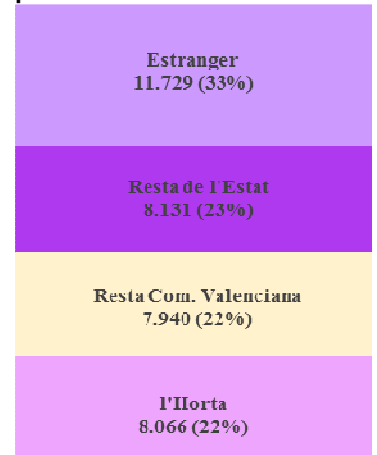 Estranger
11.729 (33%)
Resta de l'Estat
8.131 (23%)
Resta Com. Valenciana
7.940 (22%)
l'Horta
8.066 (22%)